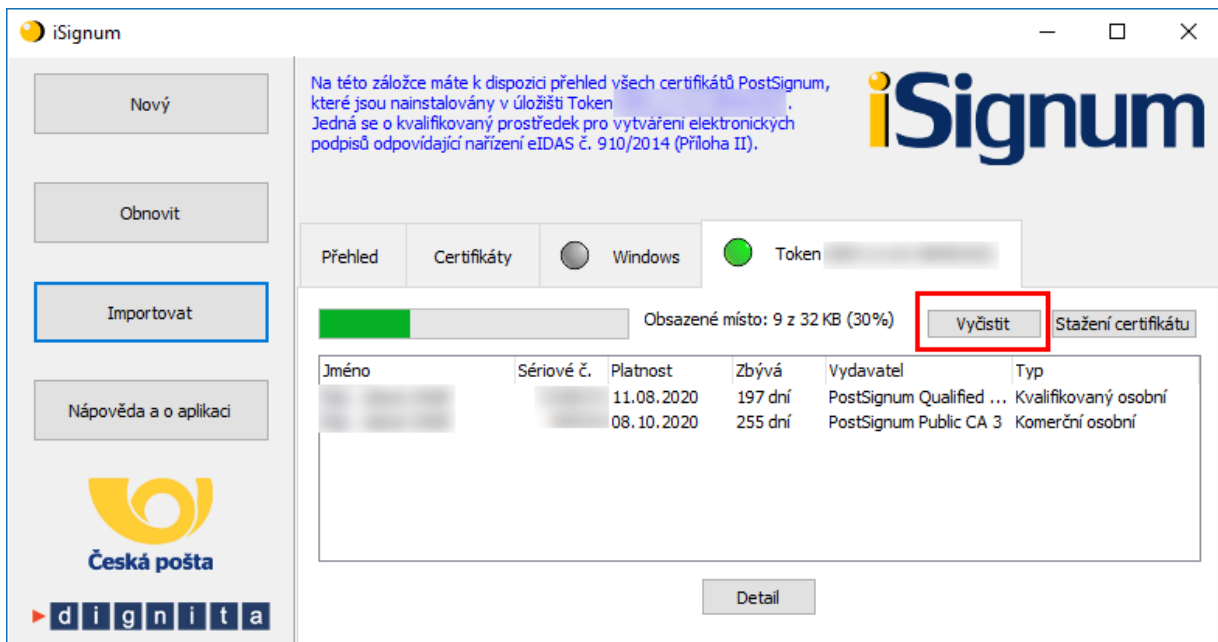 iSignum
Nový
Obnovit
Importovat
Nápověda a o aplikaci
Česká pošta
dignita
Na této záložce máte k dispozici přehled všech certifikátů PostSignum,
které jsou nainstalovány v úložišti Token .
Jedná se o kvalifikovaný prostředek pro vytváření elektronických
podpisů odpovídající nařízení eIDAS č. 910/2014 (Příloha II).
iSignum
Přehled Certifikáty Windows Token
Obsazené místo: 9 z 32 KB (30%) Vyčistit Stažení certifikátu
Jméno Sériové č. Platnost Zbývá Vydavatel Typ
11.08.2020 197 dní PostSignum Qualified ... Kvalifikovaný osobní
08.10.2020 255 dní PostSignum Public CA 3 Komerční osobní
Detail